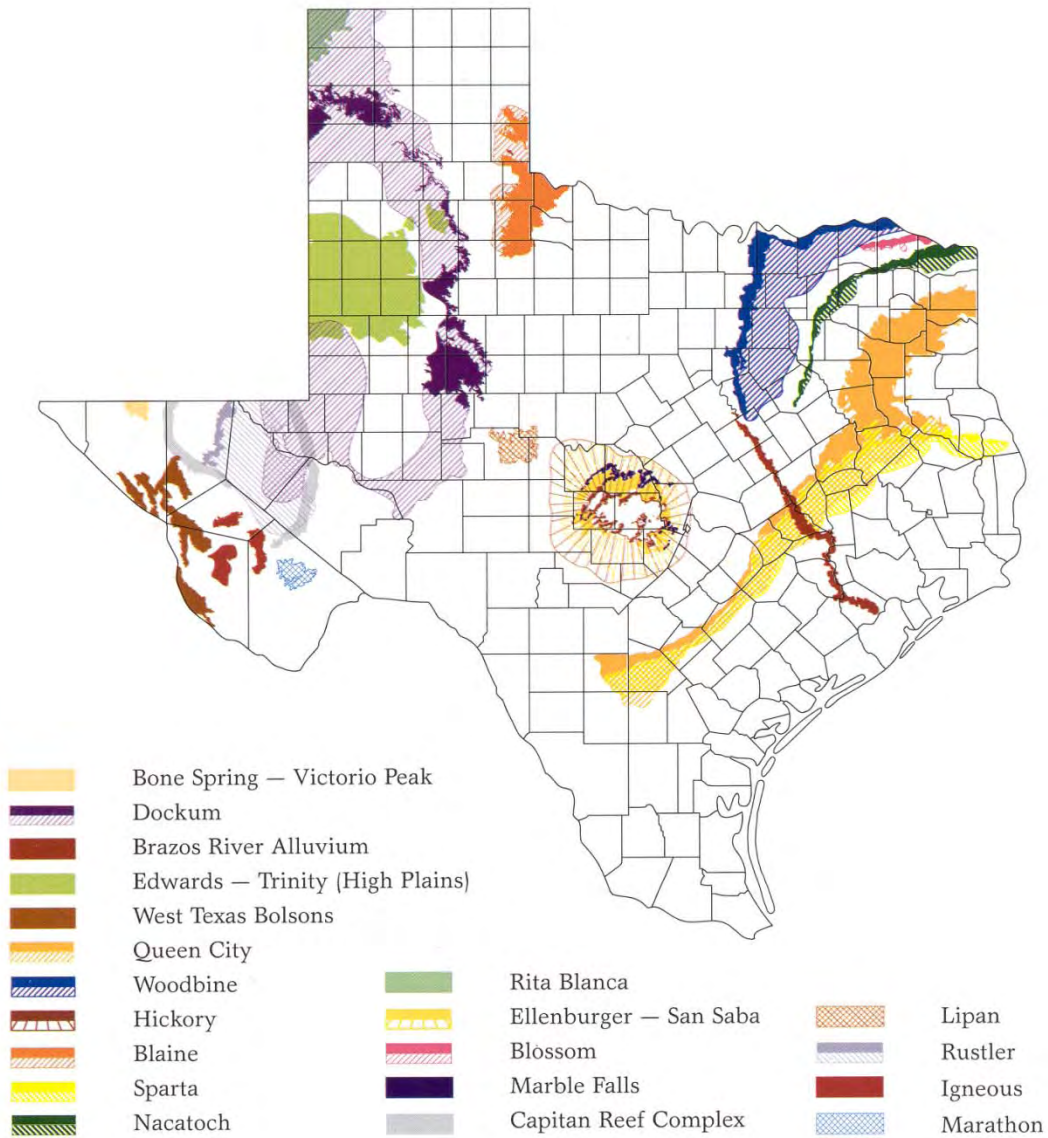 Bone Spring — Victorio Peak
Dockum
Brazos River Alluvium
Edwards — Trinity (High Plains)
West Texas Bolsons
Queen City
Woodbine
Hickory
Blaine
Sparta
Nacatoch
Rita Blanca
Ellenburger — San Saba
Blossom
Marble Falls
Capitan Reef Complex
Lipan
Rustler
Igneous
Marathon